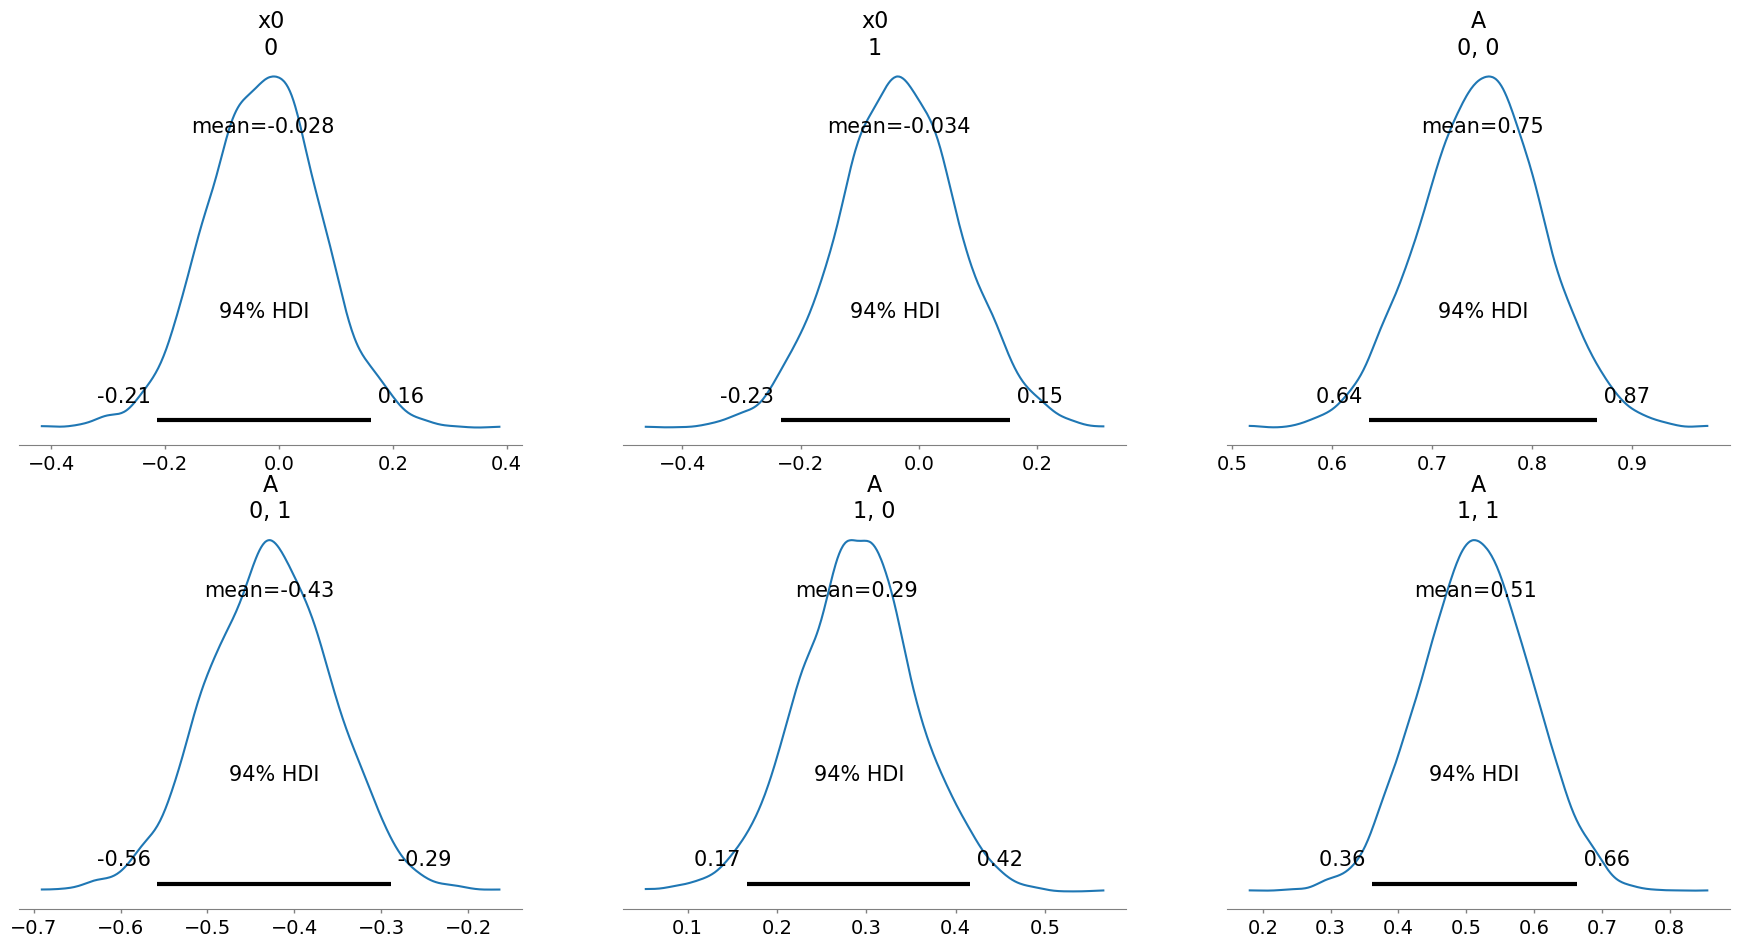 x0
0
mean=-0.028
94% HDI
-0.21
0.16
−0.4
−0.2
0.0
0.2
0.4
x0
1
mean=-0.034
94% HDI
-0.23
0.15
−0.4
−0.2
0.0
0.2
A
0, 0
mean=0.75
94% HDI
0.64
0.87
0.5
0.6
0.7
0.8
0.9
A
0, 1
mean=-0.43
94% HDI
-0.56
-0.29
−0.7
−0.6
−0.5
−0.4
−0.3
−0.2
A
1, 0
mean=0.29
94% HDI
0.17
0.42
0.1
0.2
0.3
0.4
0.5
A
1, 1
mean=0.51
94% HDI
0.36
0.66
0.2
0.3
0.4
0.5
0.6
0.7
0.8